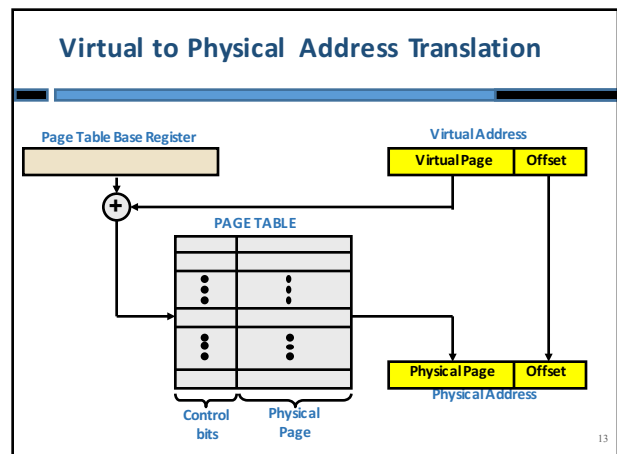 Virtual to Physical Address Translation
Page Table Base Register
Virtual Address
Virtual Page Offset
+
PAGE TABLE
Physical Page Offset
Physical Address
Control
bits
Physical
Page
13